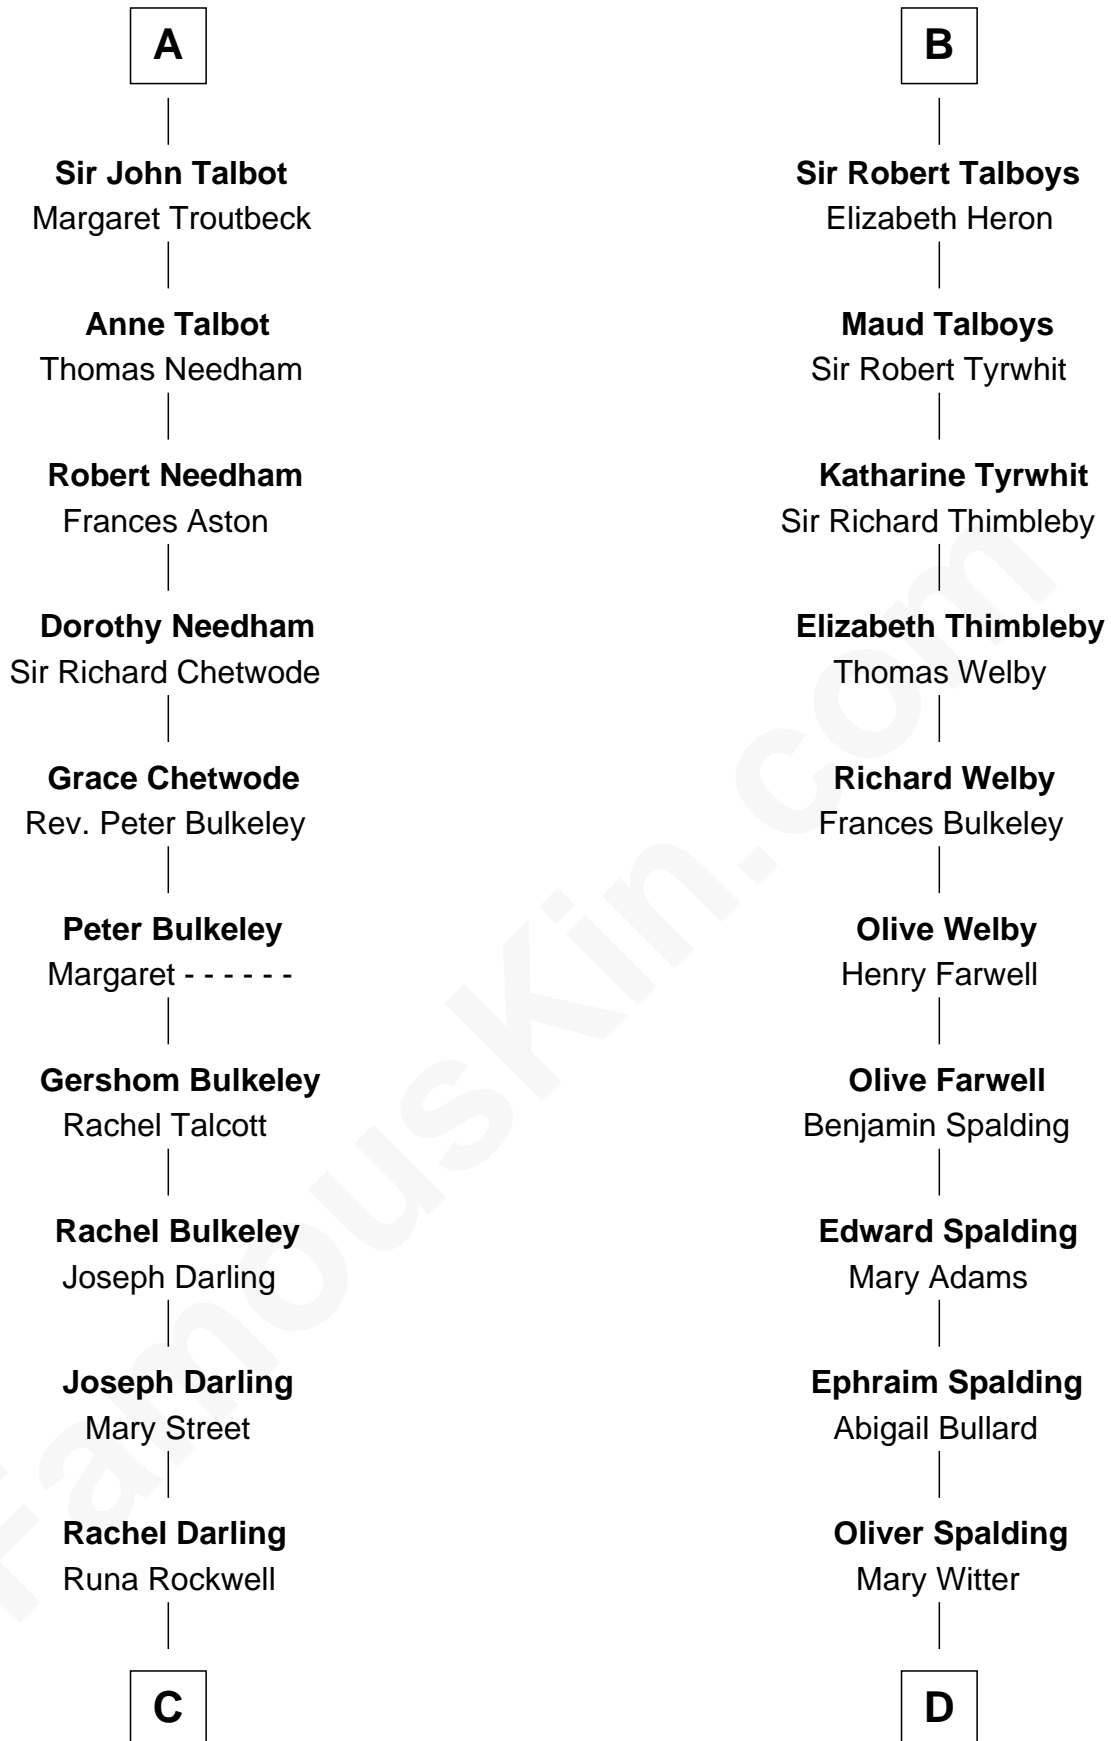 A
Sir John Talbot
Margaret Troutbeck
Anne Talbot
Thomas Needham
Robert Needham
Frances Aston
Dorothy Needham
Sir Richard Chetwode
Grace Chetwode
Rev. Peter Bulkeley
Peter Bulkeley
Margaret - - - - - -
Gershom Bulkeley
Rachel Talcott
Rachel Bulkeley
Joseph Darling
Joseph Darling
Mary Street
Rachel Darling
Runa Rockwell
C
B
Sir Robert Talboys
Elizabeth Heron
Maud Talboys
Sir Robert Tyrwhit
Katharine Tyrwhit
Sir Richard Thimbleby
Elizabeth Thimbleby
Thomas Welby
Richard Welby
Frances Bulkeley
Olive Welby
Henry Farwell
Olive Farwell
Benjamin Spalding
Edward Spalding
Mary Adams
Ephraim Spalding
Abigail Bullard
Oliver Spalding
Mary Witter
D
FamousKin.com